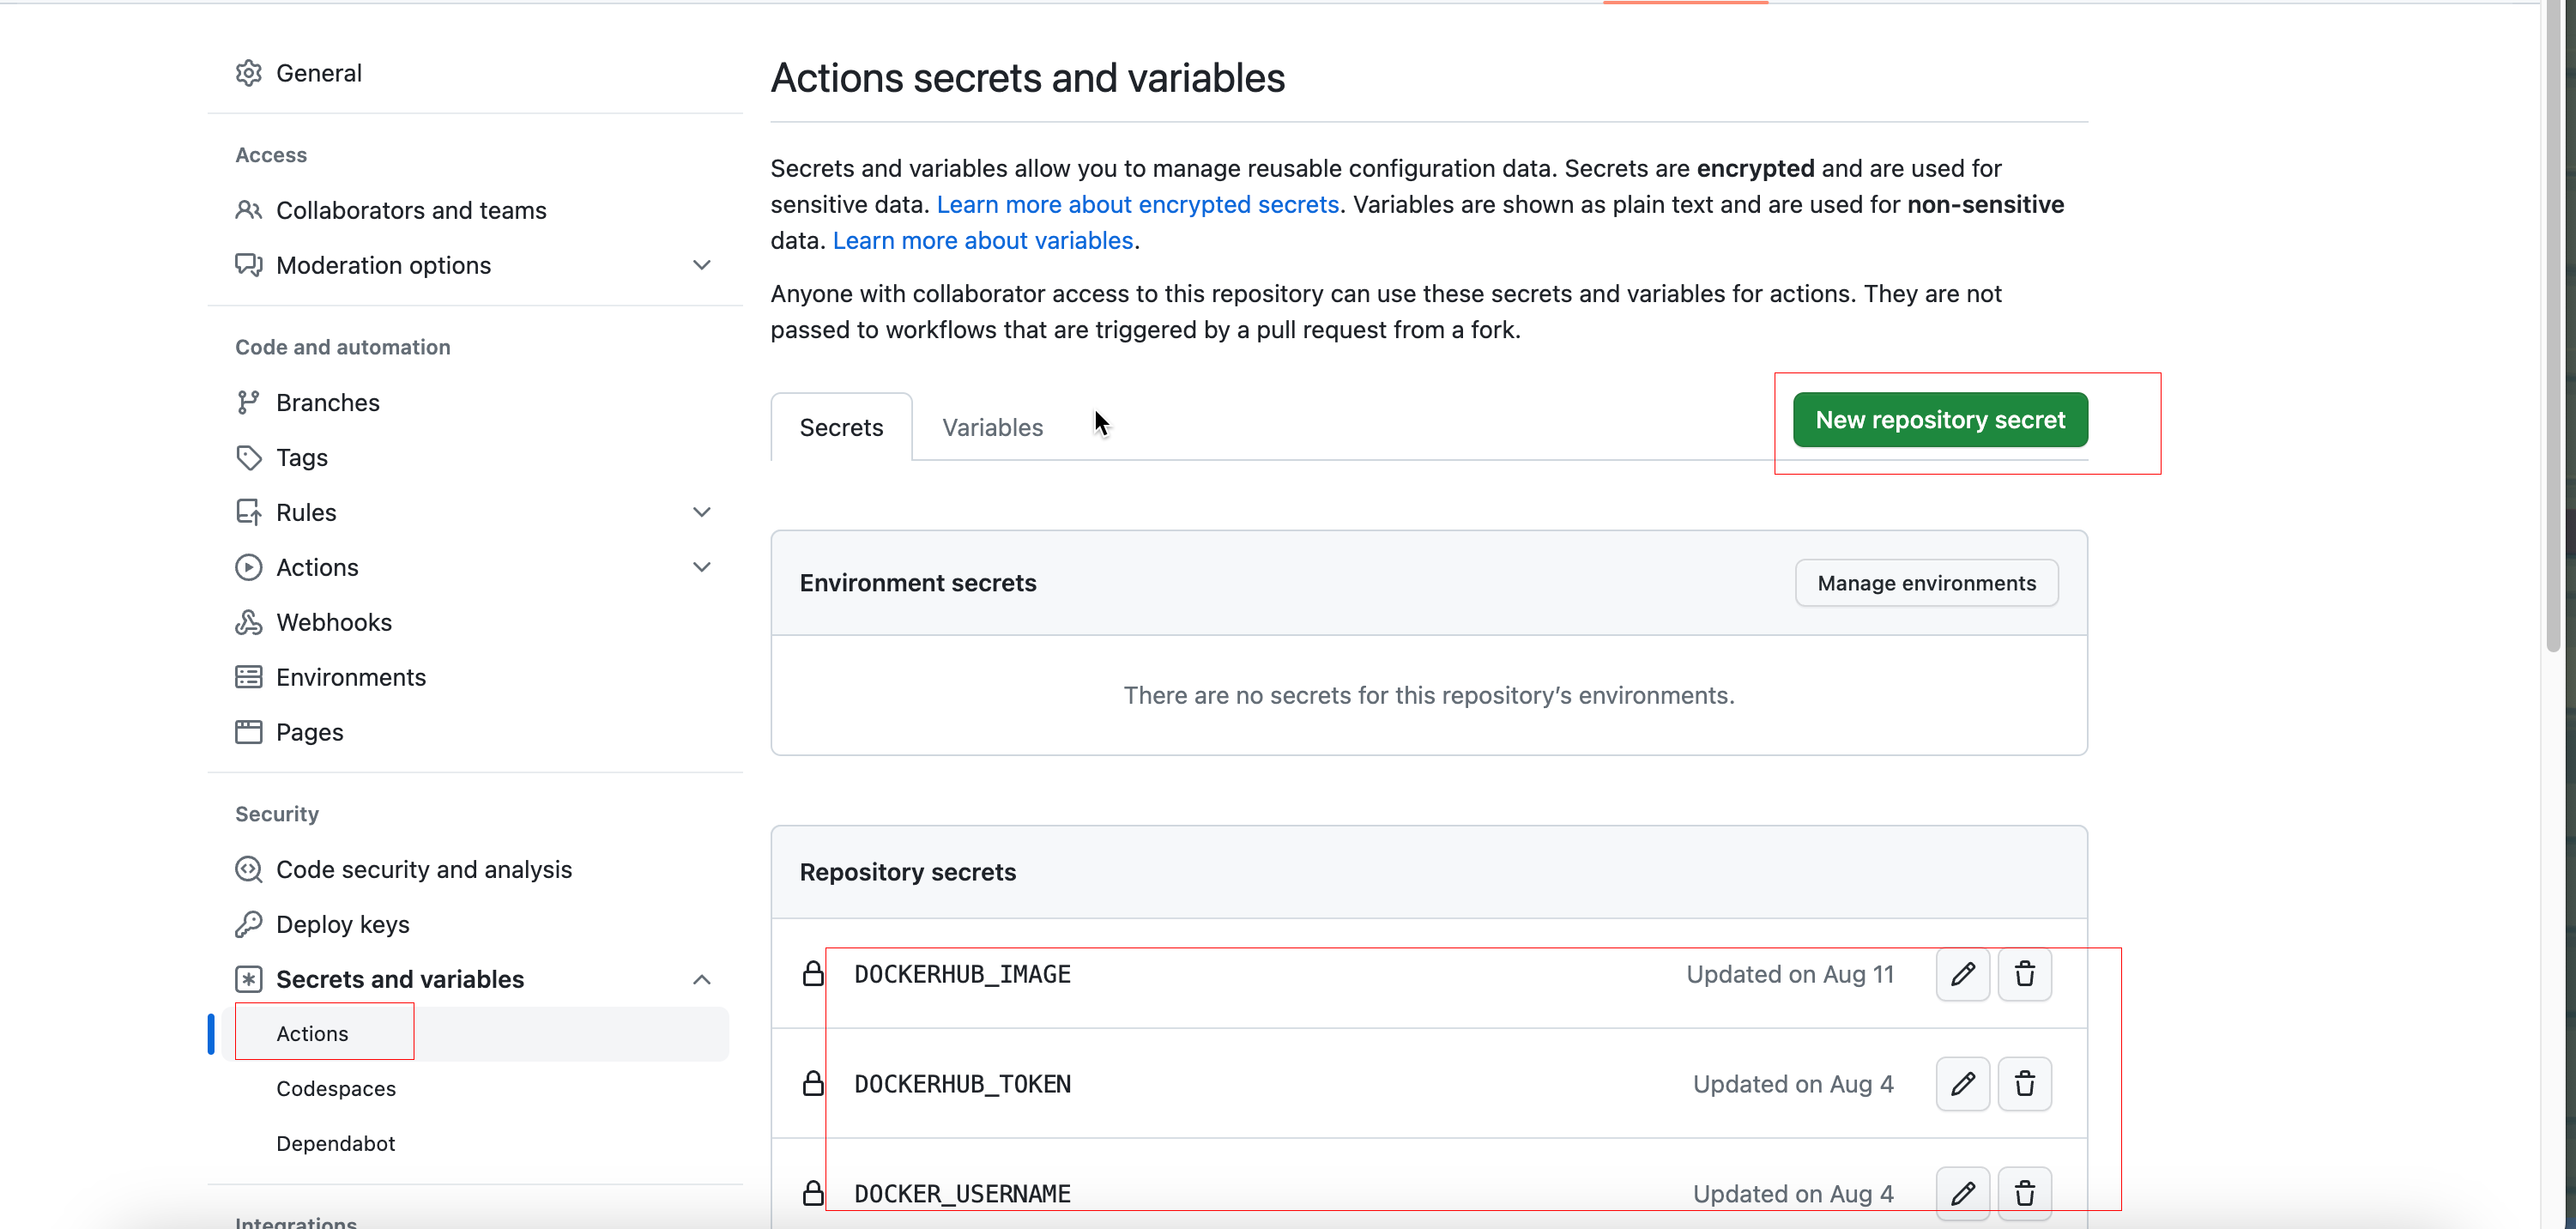 General
Access
Collaborators and teams
Moderation options
Code and automation
Branches
Tags
Rules
Actions
Webhooks
Environments
Pages
Security
Code security and analysis
Deploy keys
Secrets and variables
Actions
Codespaces
Dependabot
Integrations
Actions secrets and variables
Secrets and variables allow you to manage reusable configuration data. Secrets are encrypted and are used for
sensitive data. Learn more about encrypted secrets. Variables are shown as plain text and are used for non-sensitive
data. Learn more about variables.
Anyone with collaborator access to this repository can use these secrets and variables for actions. They are not
passed to workflows that are triggered by a pull request from a fork.
Secrets Variables New repository secret
Environment secrets Manage environments
There are no secrets for this repository’s environments.
Repository secrets
DOCKERHUB_IMAGE Updated on Aug 11
DOCKERHUB_TOKEN Updated on Aug 4
DOCKER_USERNAME Updated on Aug 4